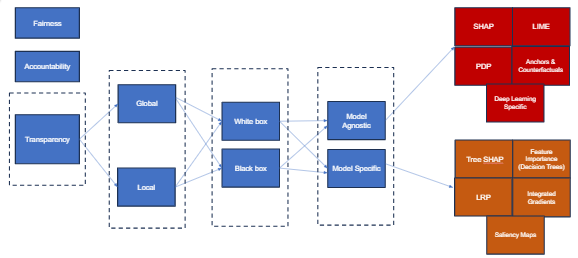 Fairness
Accountability
Transparency
Global
Local
White box
Black box
Model
Agnostic
Model Specific
SHAP
LIME
PDP
Anchors &
Counterfactuals
Deep Learning
Specific
Tree SHAP
Feature
Importance
(Decision Trees)
LRP
Integrated
Gradients
Saliency Maps